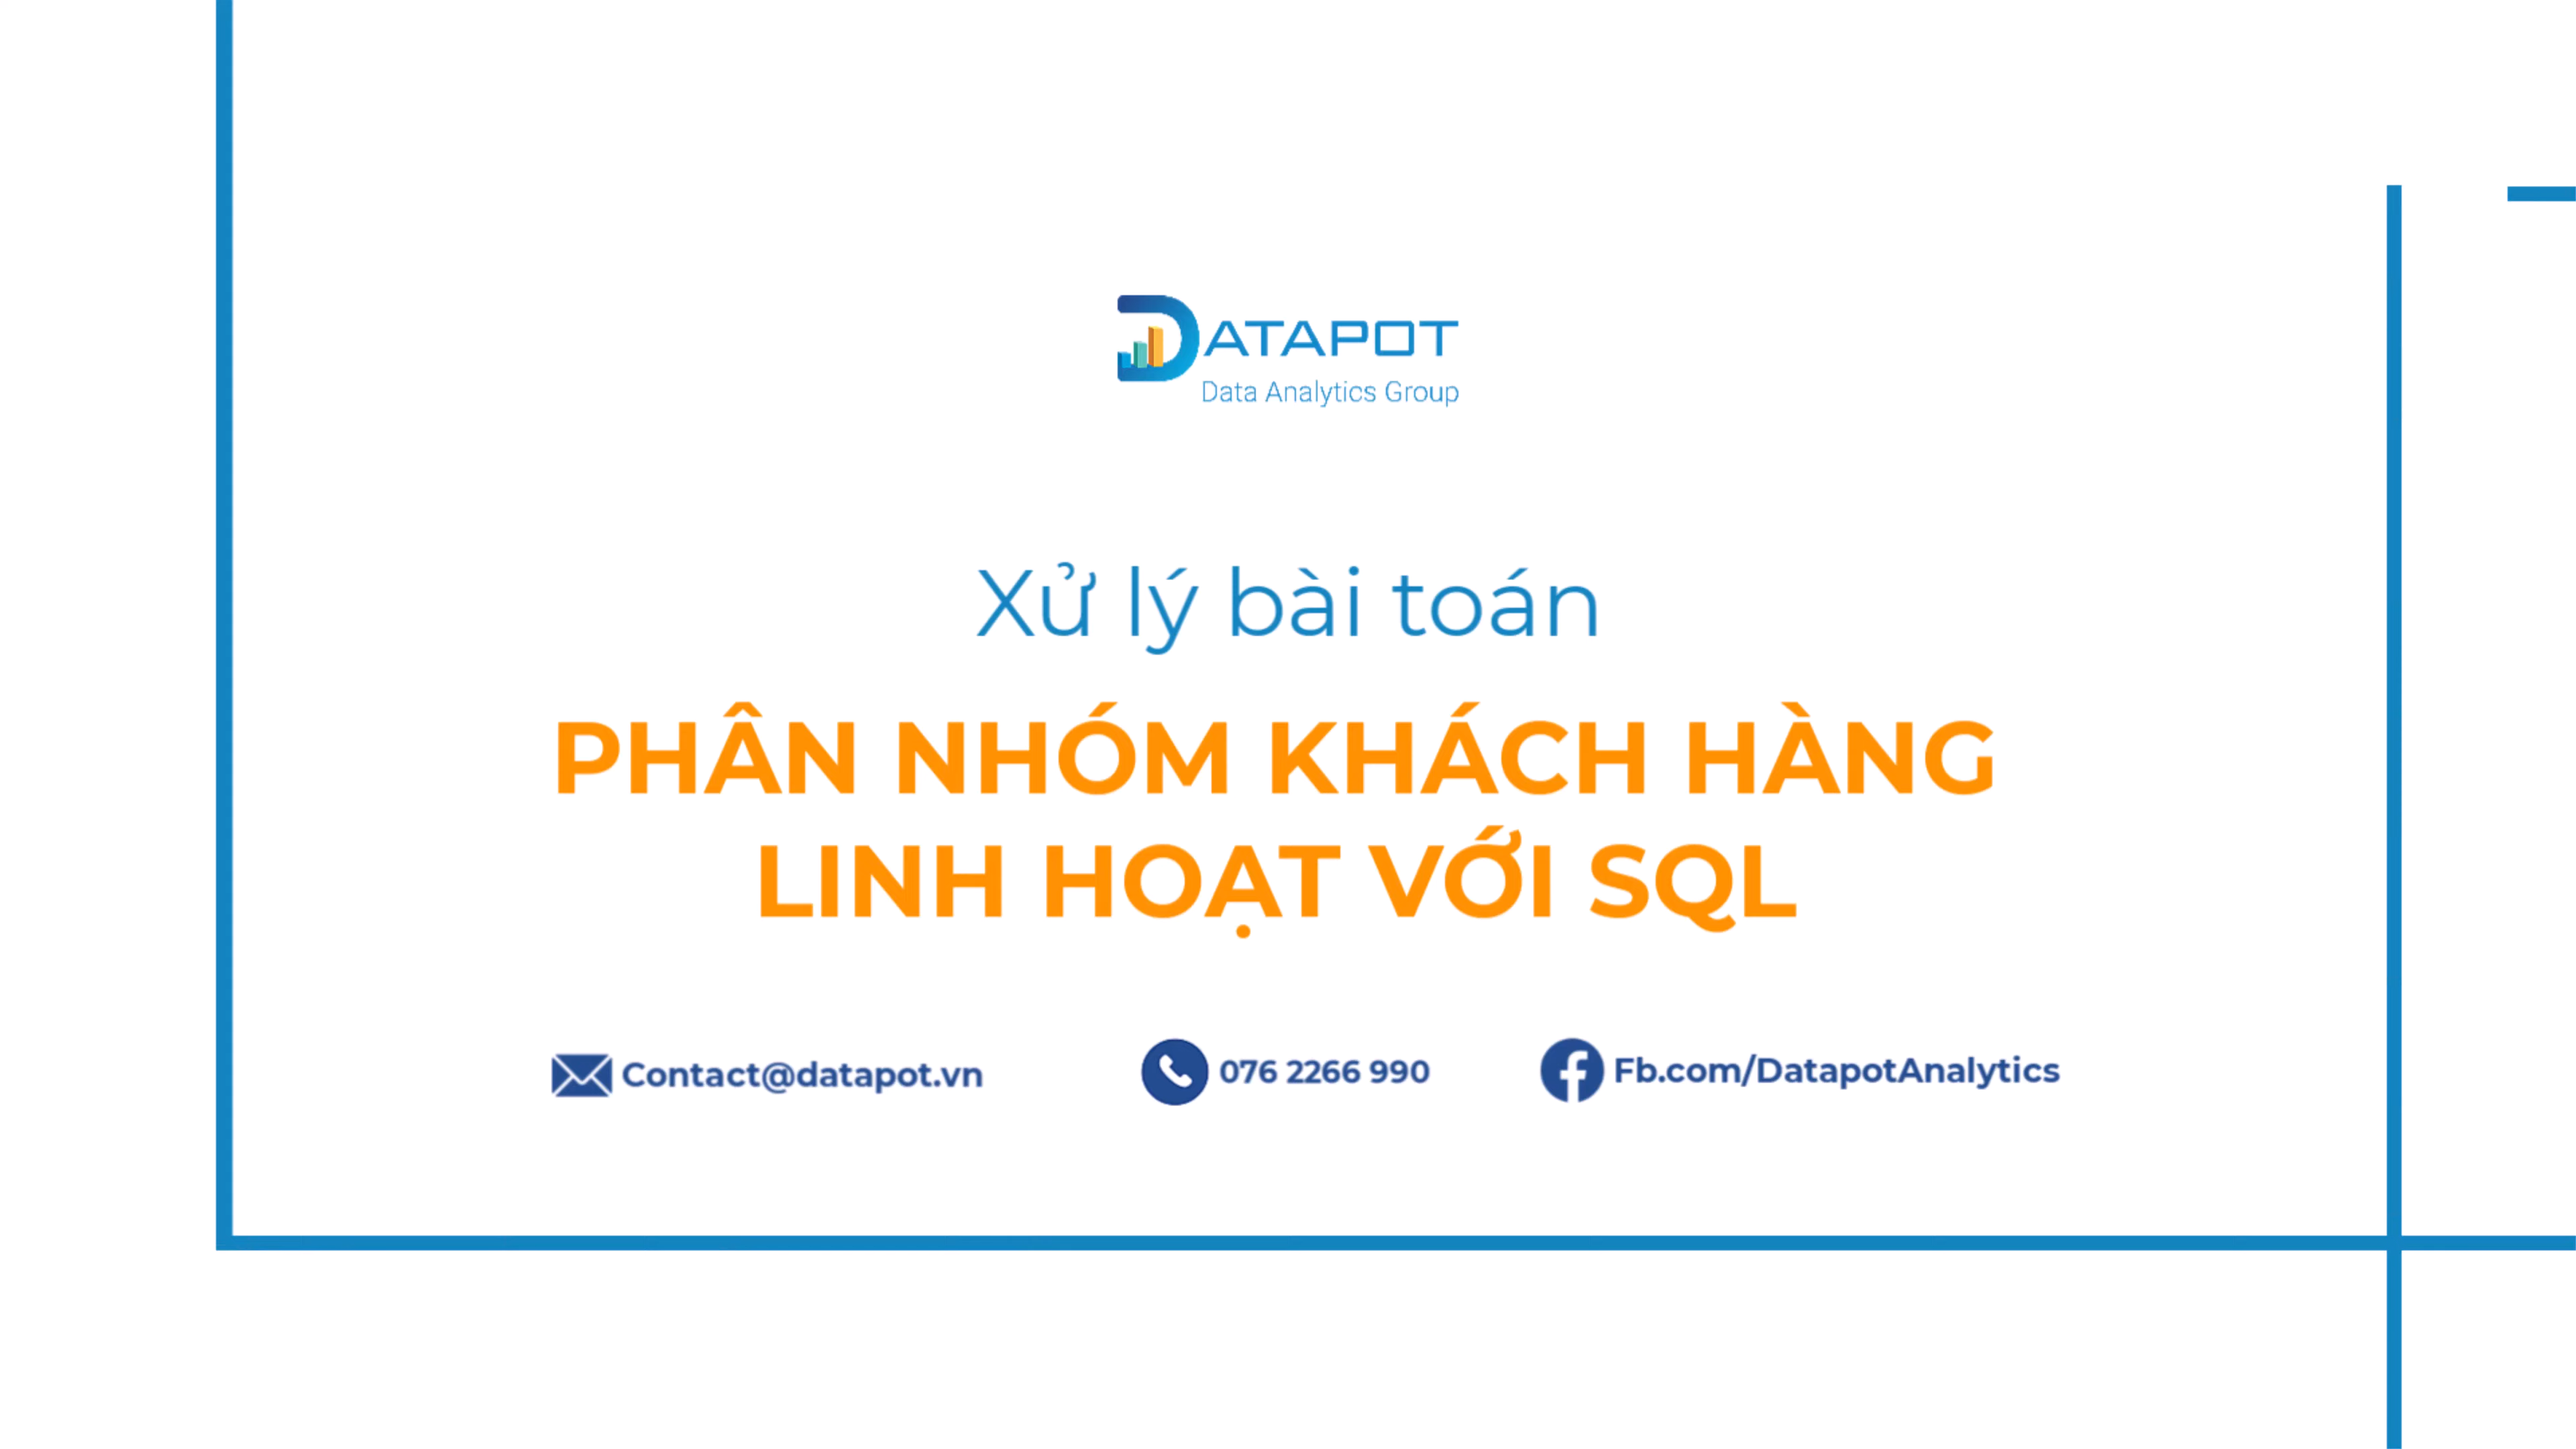 DATAPOT
Data Analytics Group
Xử lý bài toán
PHÂN NHÓM KHÁCH HÀNG
LINH HOẠT VỚI SQL
Contact@datapot.vn
076 2266 990
Fb.com/DatapotAnalytics